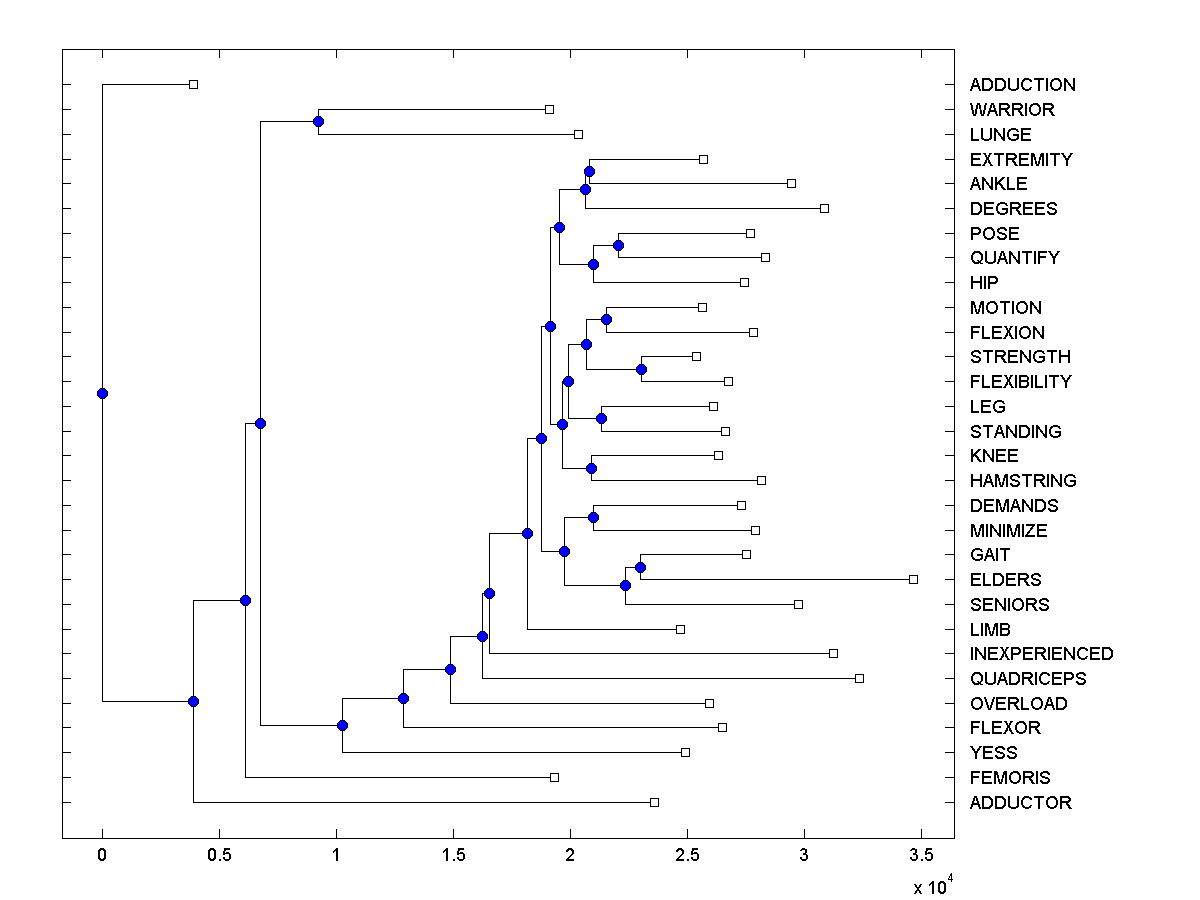 ADDUCTION
WARRIOR
LUNGE
EXTREMITY
ANKLE
DEGREES
POSE
QUANTIFY
HIP
MOTION
FLEXION
STRENGTH
FLEXIBILITY
LEG
STANDING
KNEE
HAMSTRING
DEMANDS
MINIMIZE
GAIT
ELDERS
SENIORS
LIMB
INEXPERIENCED
QUADRICEPS
OVERLOAD
FLEXOR
YESS
FEMORIS
ADDUCTOR
0 0.5 1 1.5 2 2.5 3 3.5
x 10^4